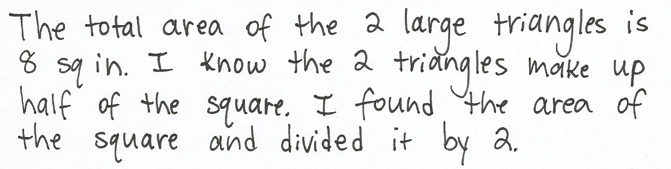 The total area of the 2 large triangles is
8 sq in. I know the 2 triangles make up
half of the square. I found the area of
the square and divided it by 2.